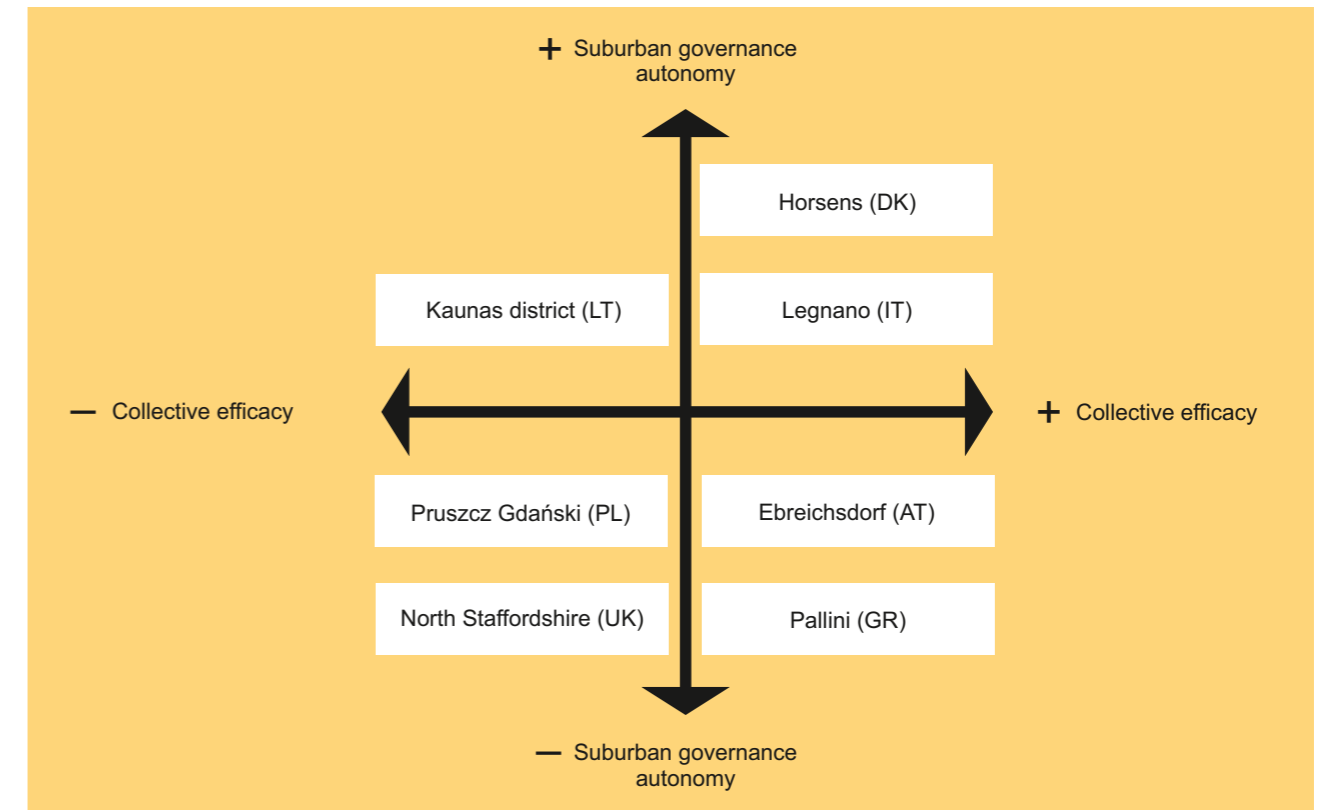 + Suburban governance
autonomy
Horsens (DK)
Kaunas district (LT)
Legnano (IT)
— Collective efficacy
+ Collective efficacy
Pruszcz Gdański (PL)
Ebreichsdorf (AT)
North Staffordshire (UK)
Pallini (GR)
— Suburban governance
autonomy